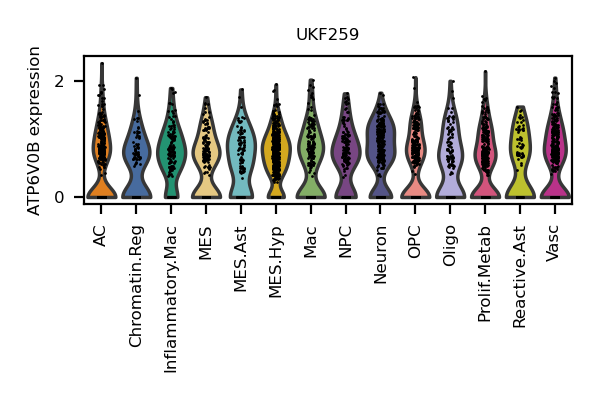 UKF259
ATP6V0B expression
2
0
AC
Chromatin.Reg
Inflammatory.Mac
MES
MES.Ast
MES.Hyp
Mac
NPC
Neuron
OPC
Oligo
Prolif.Metab
Reactive.Ast
Vasc